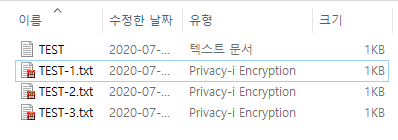 이름 수정한 날짜 유형 크기
TEST 2020-07-... 텍스트 문서 1KB
TEST-1.txt 2020-07-... Privacy-i Encryption 1KB
TEST-2.txt 2020-07-... Privacy-i Encryption 1KB
TEST-3.txt 2020-07-... Privacy-i Encryption 1KB